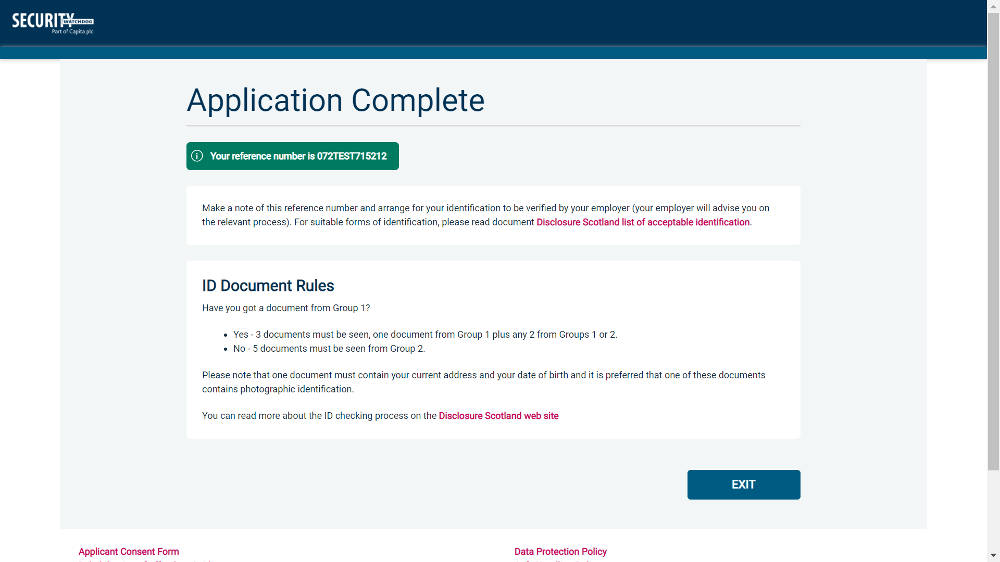 SECURITY
WATCHDOG
Part of Capita plc
Application Complete
Your reference number is 072TEST715212
Make a note of this reference number and arrange for your identification to be verified by your employer (your employer will advise you on
the relevant process). For suitable forms of identification, please read document Disclosure Scotland list of acceptable identification.
ID Document Rules
Have you got a document from Group 1?
• Yes - 3 documents must be seen, one document from Group 1 plus any 2 from Groups 1 or 2.
• No - 5 documents must be seen from Group 2.
Please note that one document must contain your current address and your date of birth and it is preferred that one of these documents
contains photographic identification.
You can read more about the ID checking process on the Disclosure Scotland web site
EXIT
Applicant Consent Form
Data Protection Policy